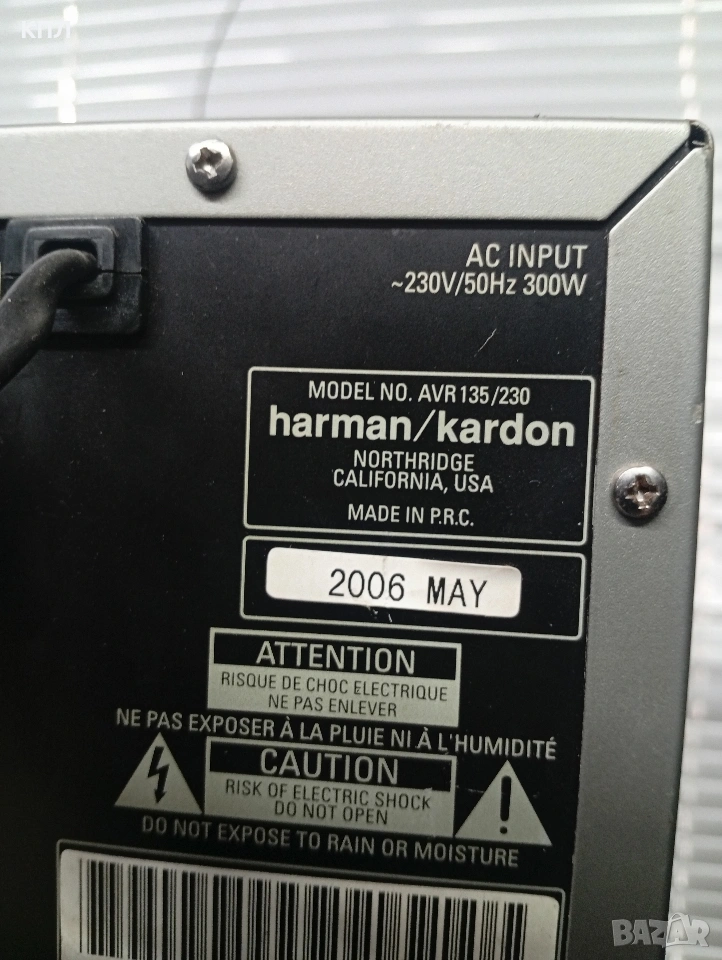 КПД
AC INPUT
~230V/50Hz 300W
MODEL NO. AVR135/230
harman/kardon
NORTHRIDGE
CALIFORNIA, USA
MADE IN P.R.C.
2006 MAY
ATTENTION
RISQUE DE CHOC ELECTRIQUE
NE PAS ENLEVER
NE PAS EXPOSER À LA PLUIE NI À L'HUMIDITÉ
CAUTION
RISK OF ELECTRIC SHOCK
DO NOT OPEN
DO NOT EXPOSE TO RAIN OR MOISTURE
BAZAR